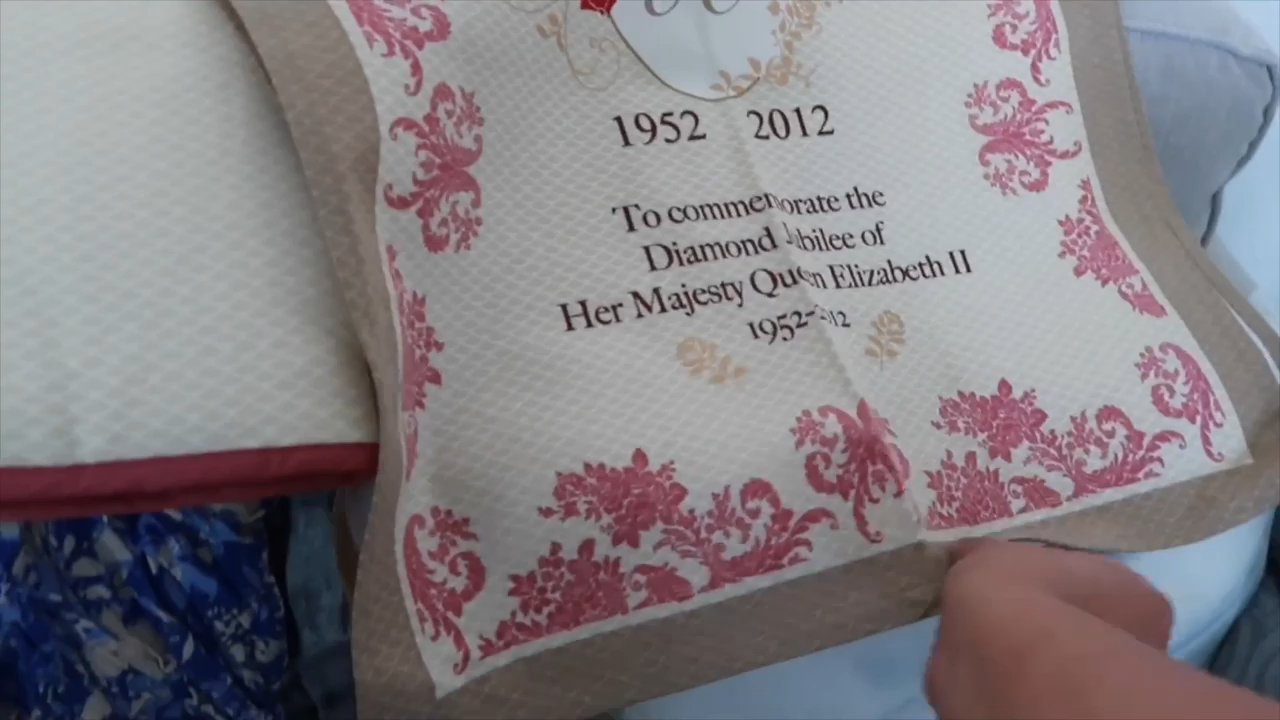 1952 2012
To commemorate the
Diamond Jubilee of
Her Majesty Queen Elizabeth II
1952-2012